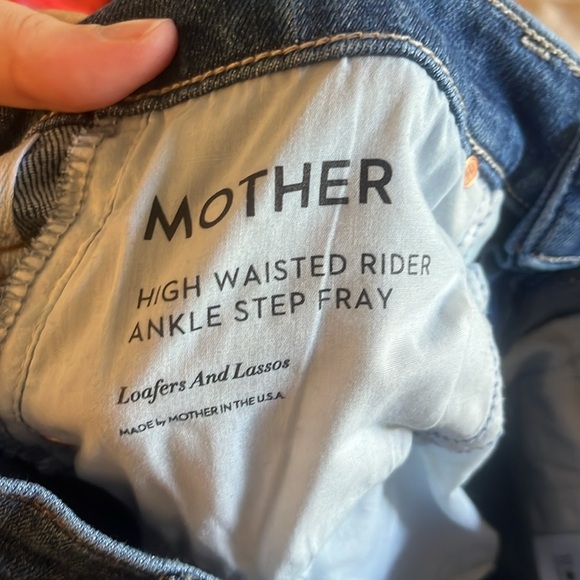 MOTHER
HIGH WAISTED RIDER
ANKLE STEP FRAY
Loafers And Lassos
MADE by MOTHER IN THE U.S.A.